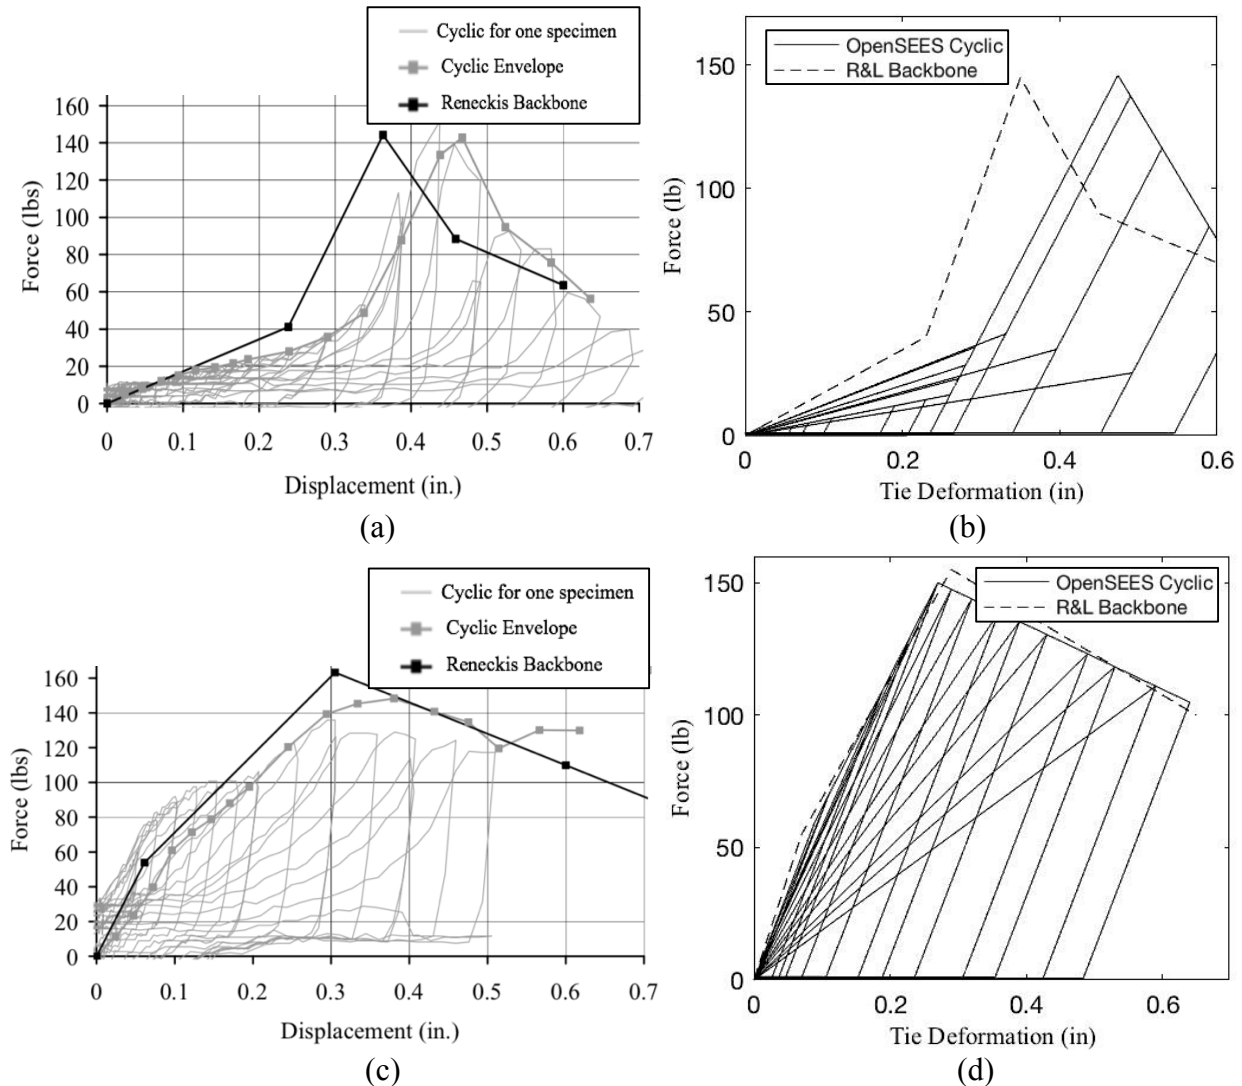 Cyclic for one specimen
Cyclic Envelope
Reneckis Backbone
160
140
120
100
80
60
40
20
0
Force (lbs)
0 0.1 0.2 0.3 0.4 0.5 0.6 0.7
Displacement (in.)
(a)
OpenSEES Cyclic
R&L Backbone
150
100
50
0
Force (lb)
0 0.2 0.4 0.6
Tie Deformation (in)
(b)
Cyclic for one specimen
Cyclic Envelope
Reneckis Backbone
160
140
120
100
80
60
40
20
0
Force (lbs)
0 0.1 0.2 0.3 0.4 0.5 0.6 0.7
Displacement (in.)
(c)
OpenSEES Cyclic
R&L Backbone
150
100
50
0
Force (lb)
0 0.2 0.4 0.6
Tie Deformation (in)
(d)